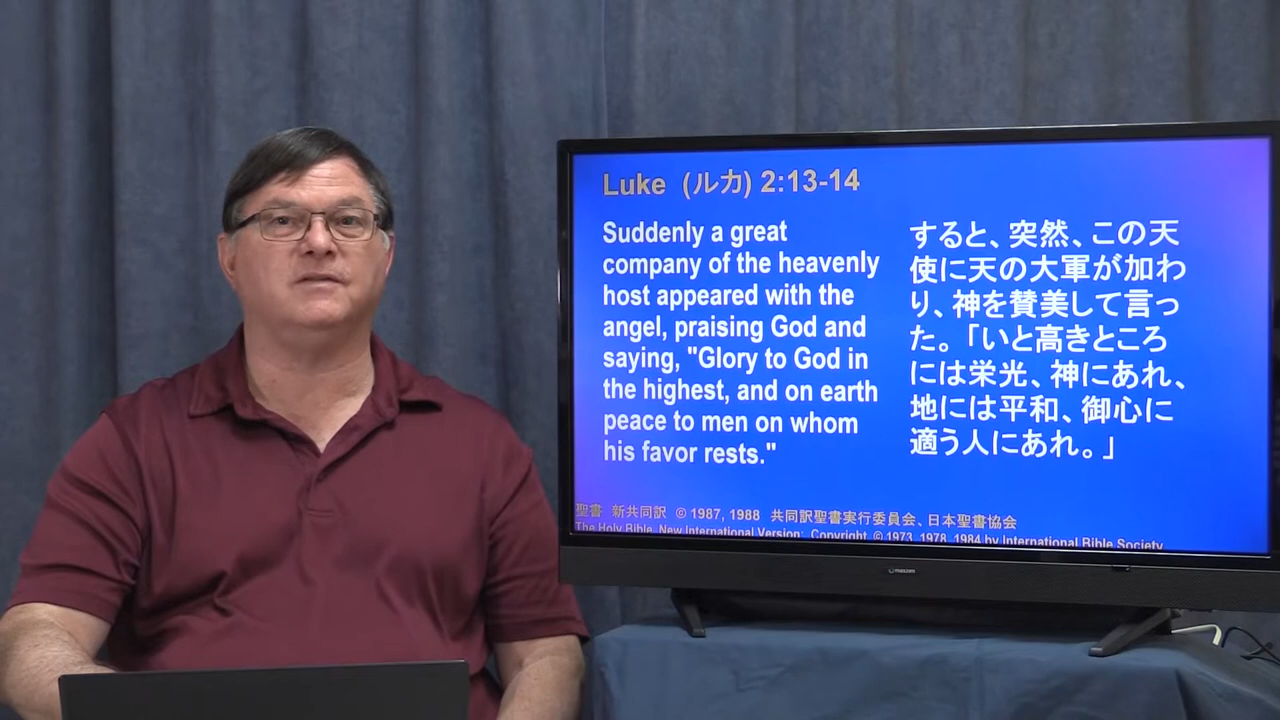 Luke (ルカ) 2:13-14
Suddenly a great
company of the heavenly
host appeared with the
angel, praising God and
saying, "Glory to God in
the highest, and on earth
peace to men on whom
his favor rests."
すると、突然、この天
使に天の大軍が加わ
り、神を賛美して言っ
た。「いと高きところ
には栄光、神にあれ、
地には平和、御心に
適う人にあれ。」
聖書 新共同訳 © 1987, 1988 共同訳聖書実行委員会、日本聖書協会
The Holy Bible, New International Version; Copyright © 1973, 1978, 1984 by International Bible Society